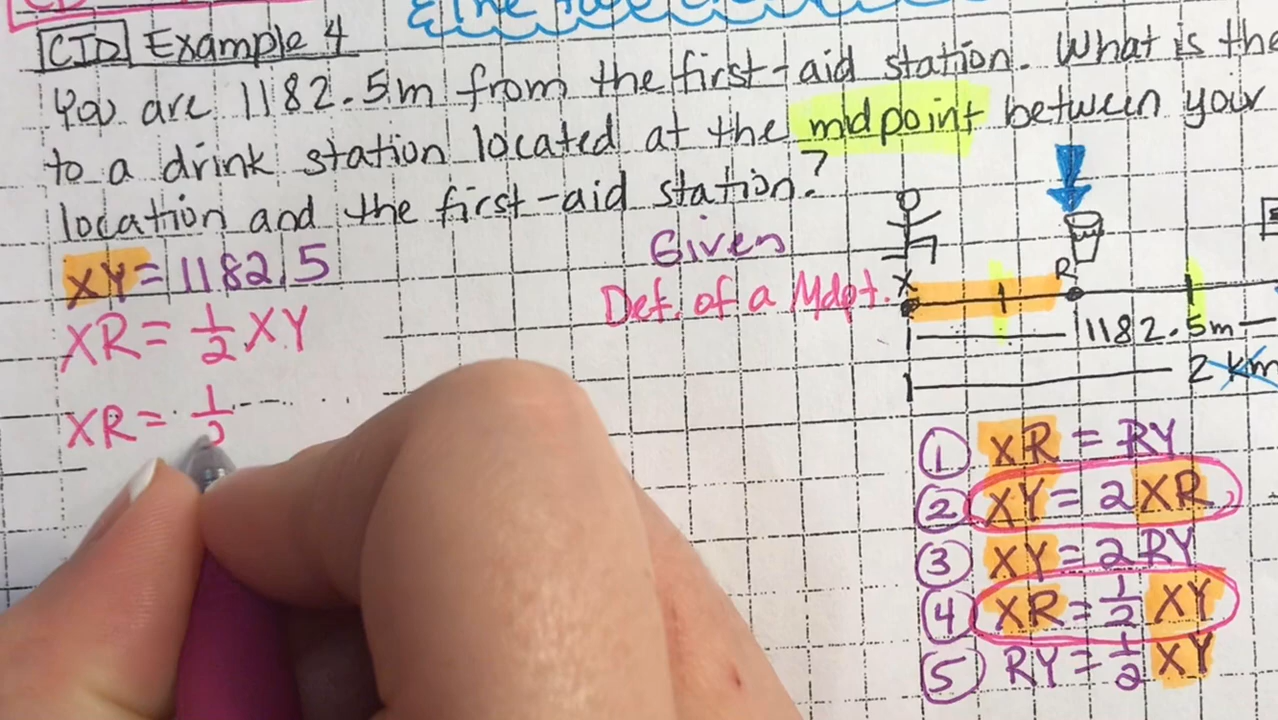 CID Example 4
You are 1182.5m from the first-aid station. What is the
to a drink station located at the midpoint between your
location and the first-aid station?
XY = 1182.5 Given
XR = 1/2 XY Def. of a Mdpt.
XR = 1/2
X R
1182.5m
2 km
① XR = RY
② XY = 2XR
③ XY = 2RY
④ XR = 1/2 XY
⑤ RY = 1/2 XY